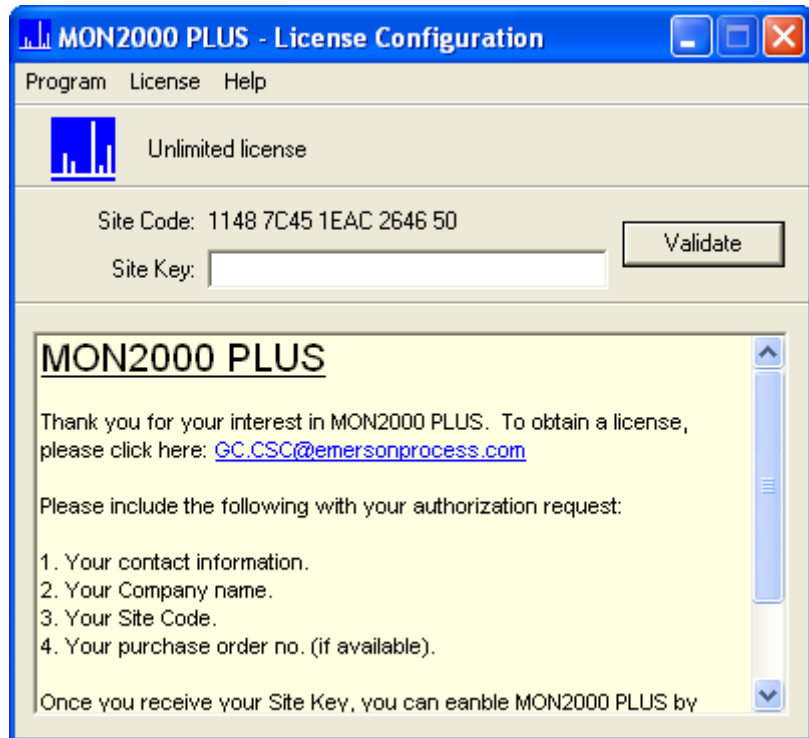 MON2000 PLUS - License Configuration
Program License Help
Unlimited license
Site Code: 1148 7C45 1EAC 2646 50
Validate
Site Key:
MON2000 PLUS
Thank you for your interest in MON2000 PLUS. To obtain a license,
please click here: GC.CSC@emersonprocess.com
Please include the following with your authorization request:
1. Your contact information.
2. Your Company name.
3. Your Site Code.
4. Your purchase order no. (if available).
Once you receive your Site Key, you can eanble MON2000 PLUS by